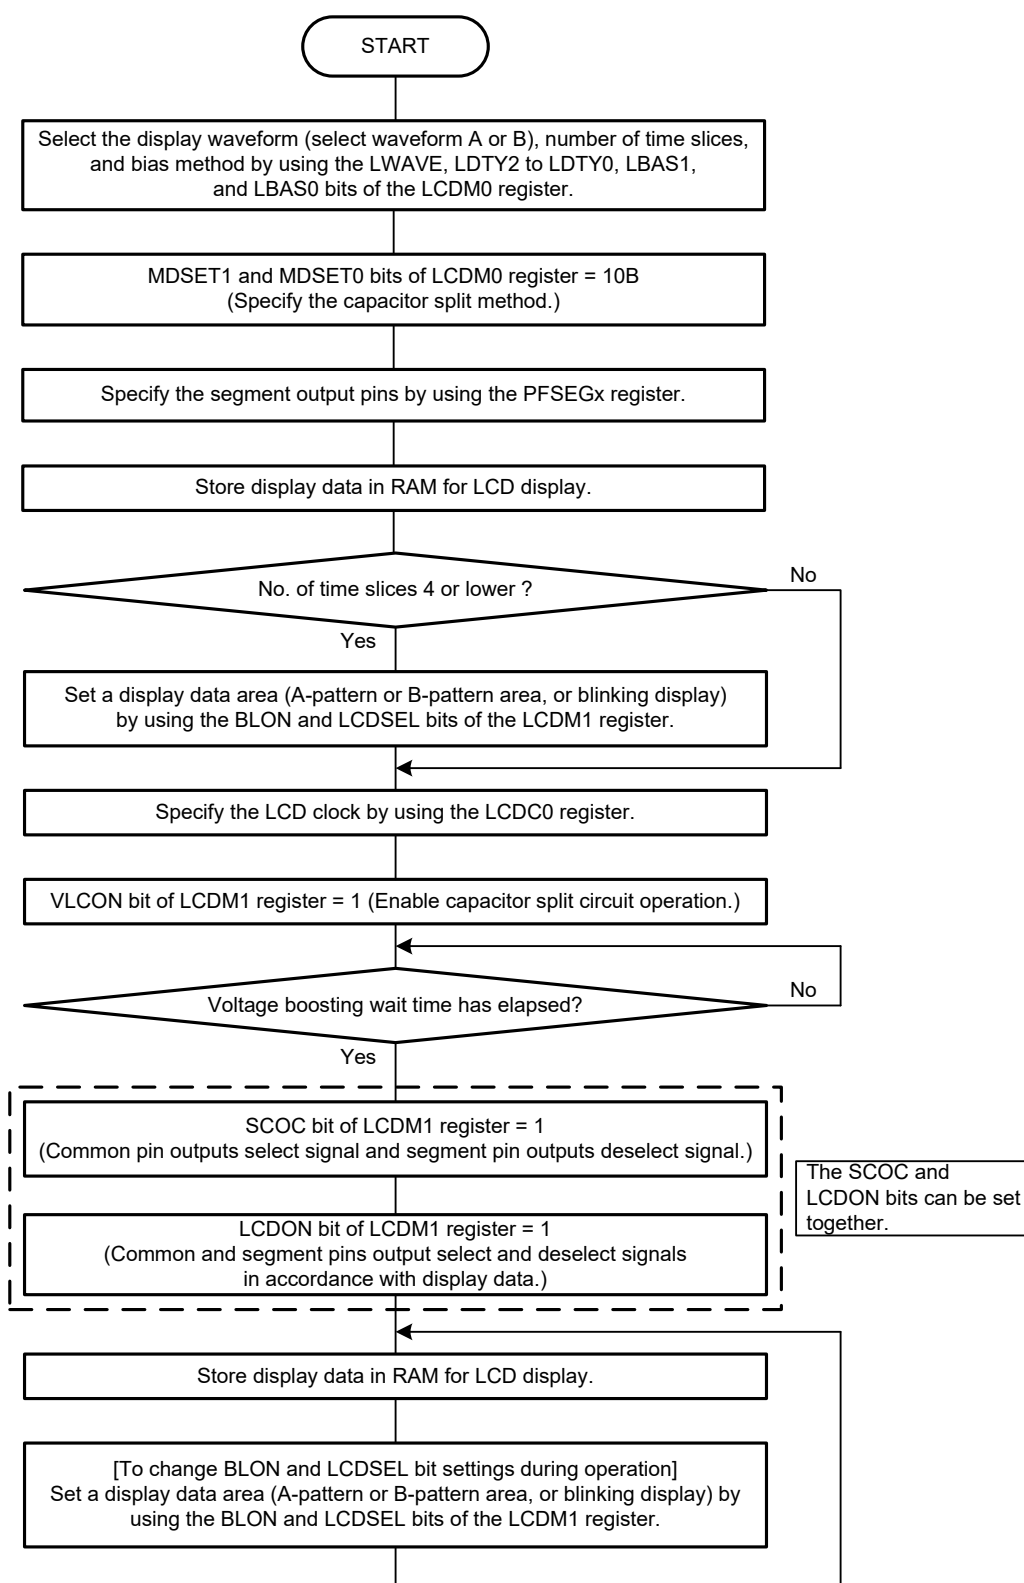 START
Select the display waveform (select waveform A or B), number of time slices,
and bias method by using the LWAVE, LDTY2 to LDTY0, LBAS1,
and LBAS0 bits of the LCDM0 register.
MDSET1 and MDSET0 bits of LCDM0 register = 10B
(Specify the capacitor split method.)
Specify the segment output pins by using the PFSEGx register.
Store display data in RAM for LCD display.
No. of time slices 4 or lower ?
No
Yes
Set a display data area (A-pattern or B-pattern area, or blinking display)
by using the BLON and LCDSEL bits of the LCDM1 register.
Specify the LCD clock by using the LCDC0 register.
VLCON bit of LCDM1 register = 1 (Enable capacitor split circuit operation.)
Voltage boosting wait time has elapsed?
No
Yes
SCOC bit of LCDM1 register = 1
(Common pin outputs select signal and segment pin outputs deselect signal.)
The SCOC and
LCDON bits can be set
together.
LCDON bit of LCDM1 register = 1
(Common and segment pins output select and deselect signals
in accordance with display data.)
Store display data in RAM for LCD display.
[To change BLON and LCDSEL bit settings during operation]
Set a display data area (A-pattern or B-pattern area, or blinking display) by
using the BLON and LCDSEL bits of the LCDM1 register.